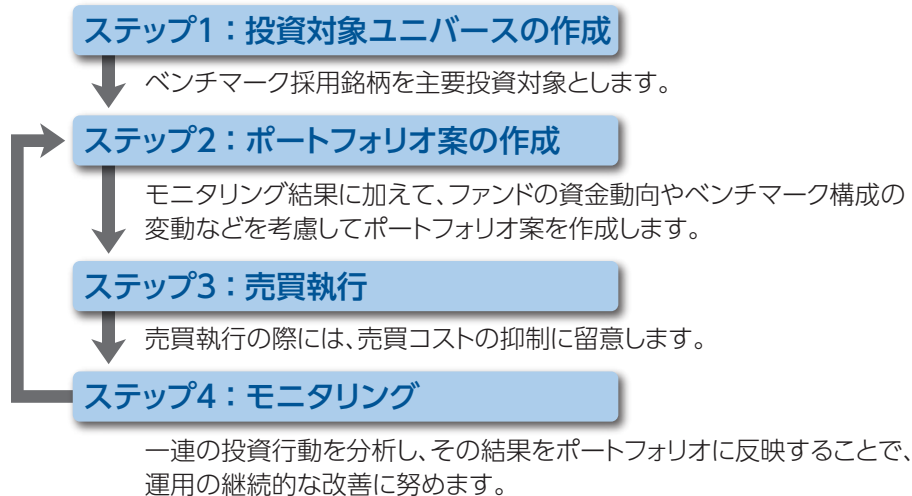 ステップ1：投資対象ユニバースの作成
ベンチマーク採用銘柄を主要投資対象とします。
ステップ2：ポートフォリオ案の作成
モニタリング結果に加えて、ファンドの資金動向やベンチマーク構成の
変動などを考慮してポートフォリオ案を作成します。
ステップ3：売買執行
売買執行の際には、売買コストの抑制に留意します。
ステップ4：モニタリング
一連の投資行動を分析し、その結果をポートフォリオに反映することで、
運用の継続的な改善に努めます。